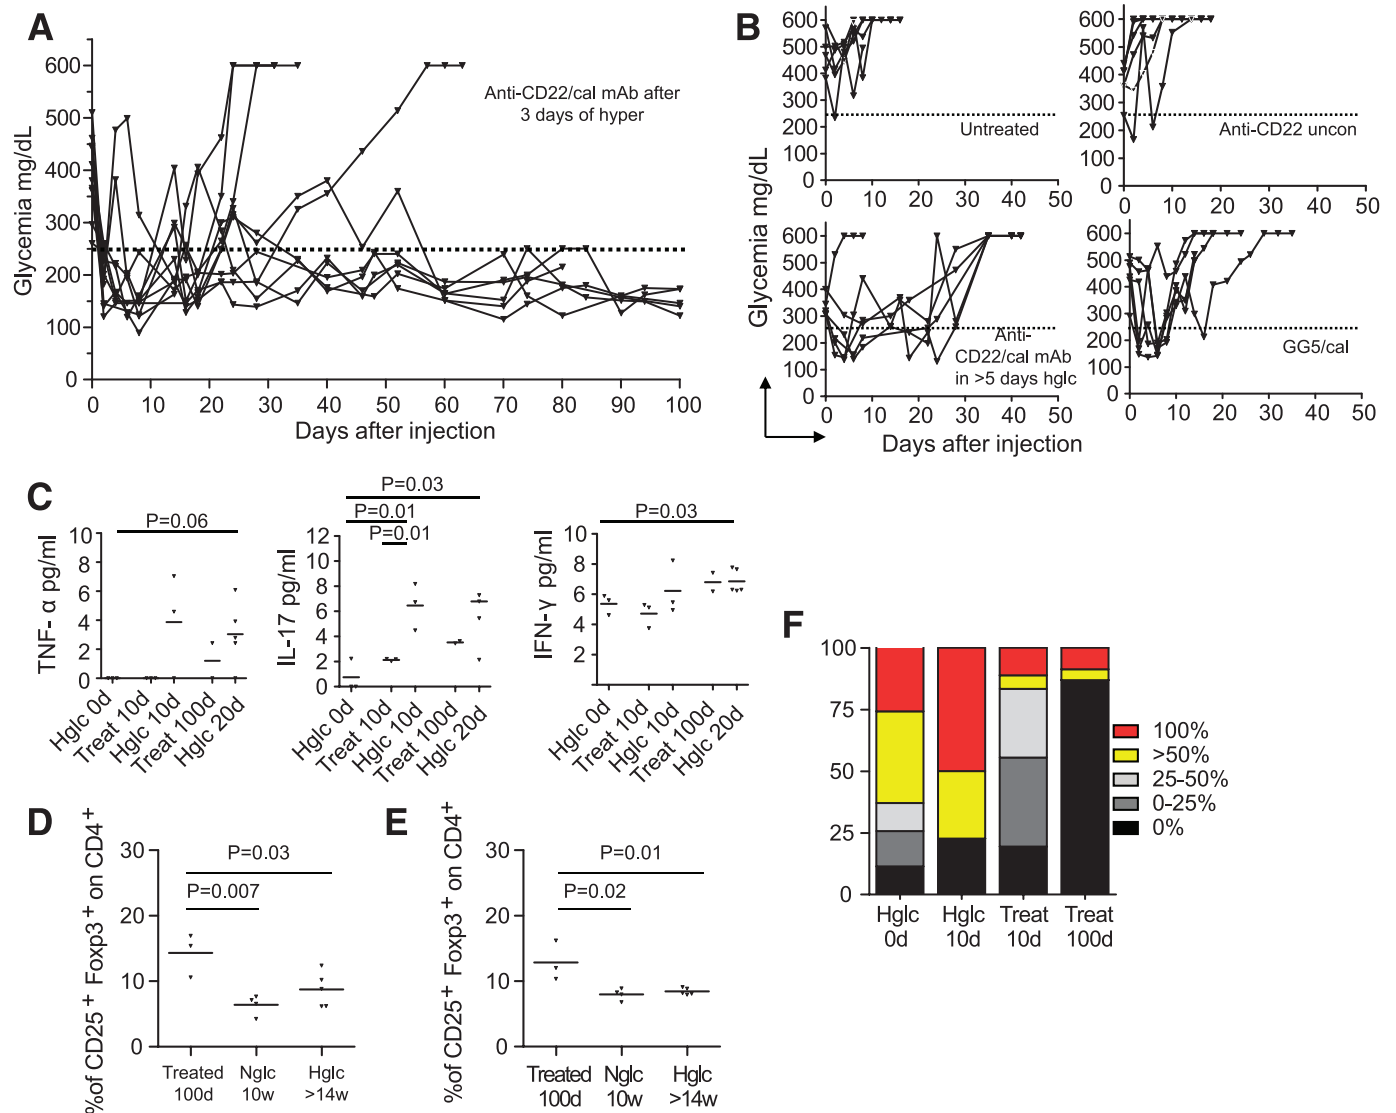 A
Glycemia mg/dL
600
500
400
300
200
100
0
Anti-CD22/cal mAb after
3 days of hyper
0 10 20 30 40 50 60 70 80 90 100
Days after injection
B
Glycemia mg/dL
600
500
400
300
200
100
0
Untreated
0 10 20 30 40 50
600
500
400
300
200
100
0
Anti-CD22 uncon
0 10 20 30 40 50
600
500
400
300
200
100
0
Anti-
CD22/cal mAb
in >5 days hglc
0 10 20 30 40 50
600
500
400
300
200
100
0
GG5/cal
0 10 20 30 40 50
Days after injection
C
TNF- α pg/ml
P=0.06
10
8
6
4
2
0
Hglc 0d
Treat 10d
Hglc 10d
Treat 100d
Hglc 20d
IL-17 pg/ml
P=0.03
P=0.01
P=0.01
12
10
8
6
4
2
0
Hglc 0d
Treat 10d
Hglc 10d
Treat 100d
Hglc 20d
IFN-γ pg/ml
P=0.03
10
8
6
4
2
Hglc 0d
Treat 10d
Hglc 10d
Treat 100d
Hglc 20d
D
%of CD25+ Foxp3+ on CD4+
30
20
10
0
P=0.03
P=0.007
Treated Nglc Hglc
100d 10w >14w
E
%of CD25+ Foxp3+ on CD4+
30
20
10
0
P=0.01
P=0.02
Treated Nglc Hglc
100d 10w >14w
F
100
75
50
25
0
Hglc Hglc Treat Treat
0d 10d 10d 100d
100%
>50%
25-50%
0-25%
0%